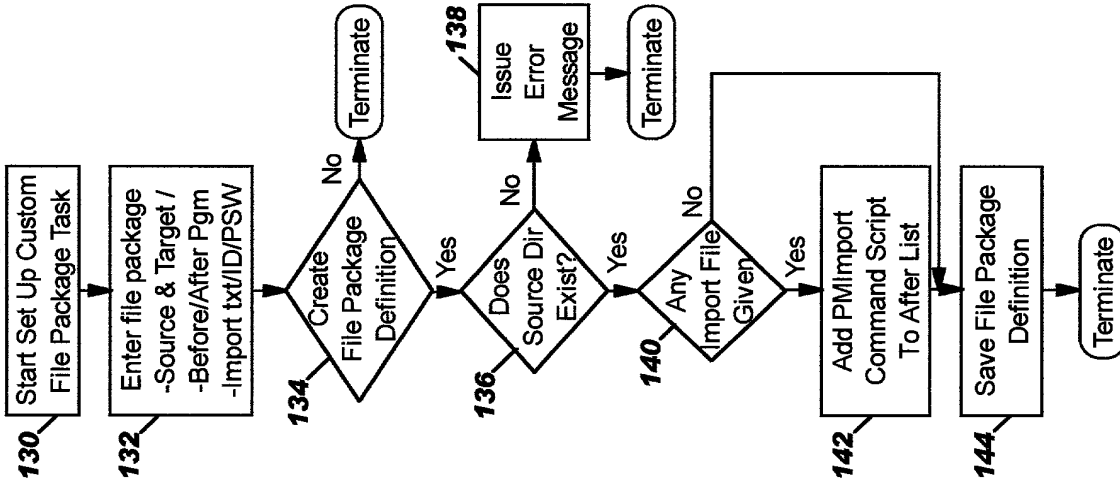 130
Start Set Up Custom
File Package Task
132
Enter file package
-Source & Target /
-Before/After Pgm
-Import txt/ID/PSW
134
Create
File Package
Definition
No
Terminate
Yes
136
Does
Source Dir
Exist?
No
138
Issue
Error
Message
Terminate
Yes
140
Any
Import File
Given
No
Yes
142
Add PMImport
Command Script
To After List
144
Save File Package
Definition
Terminate